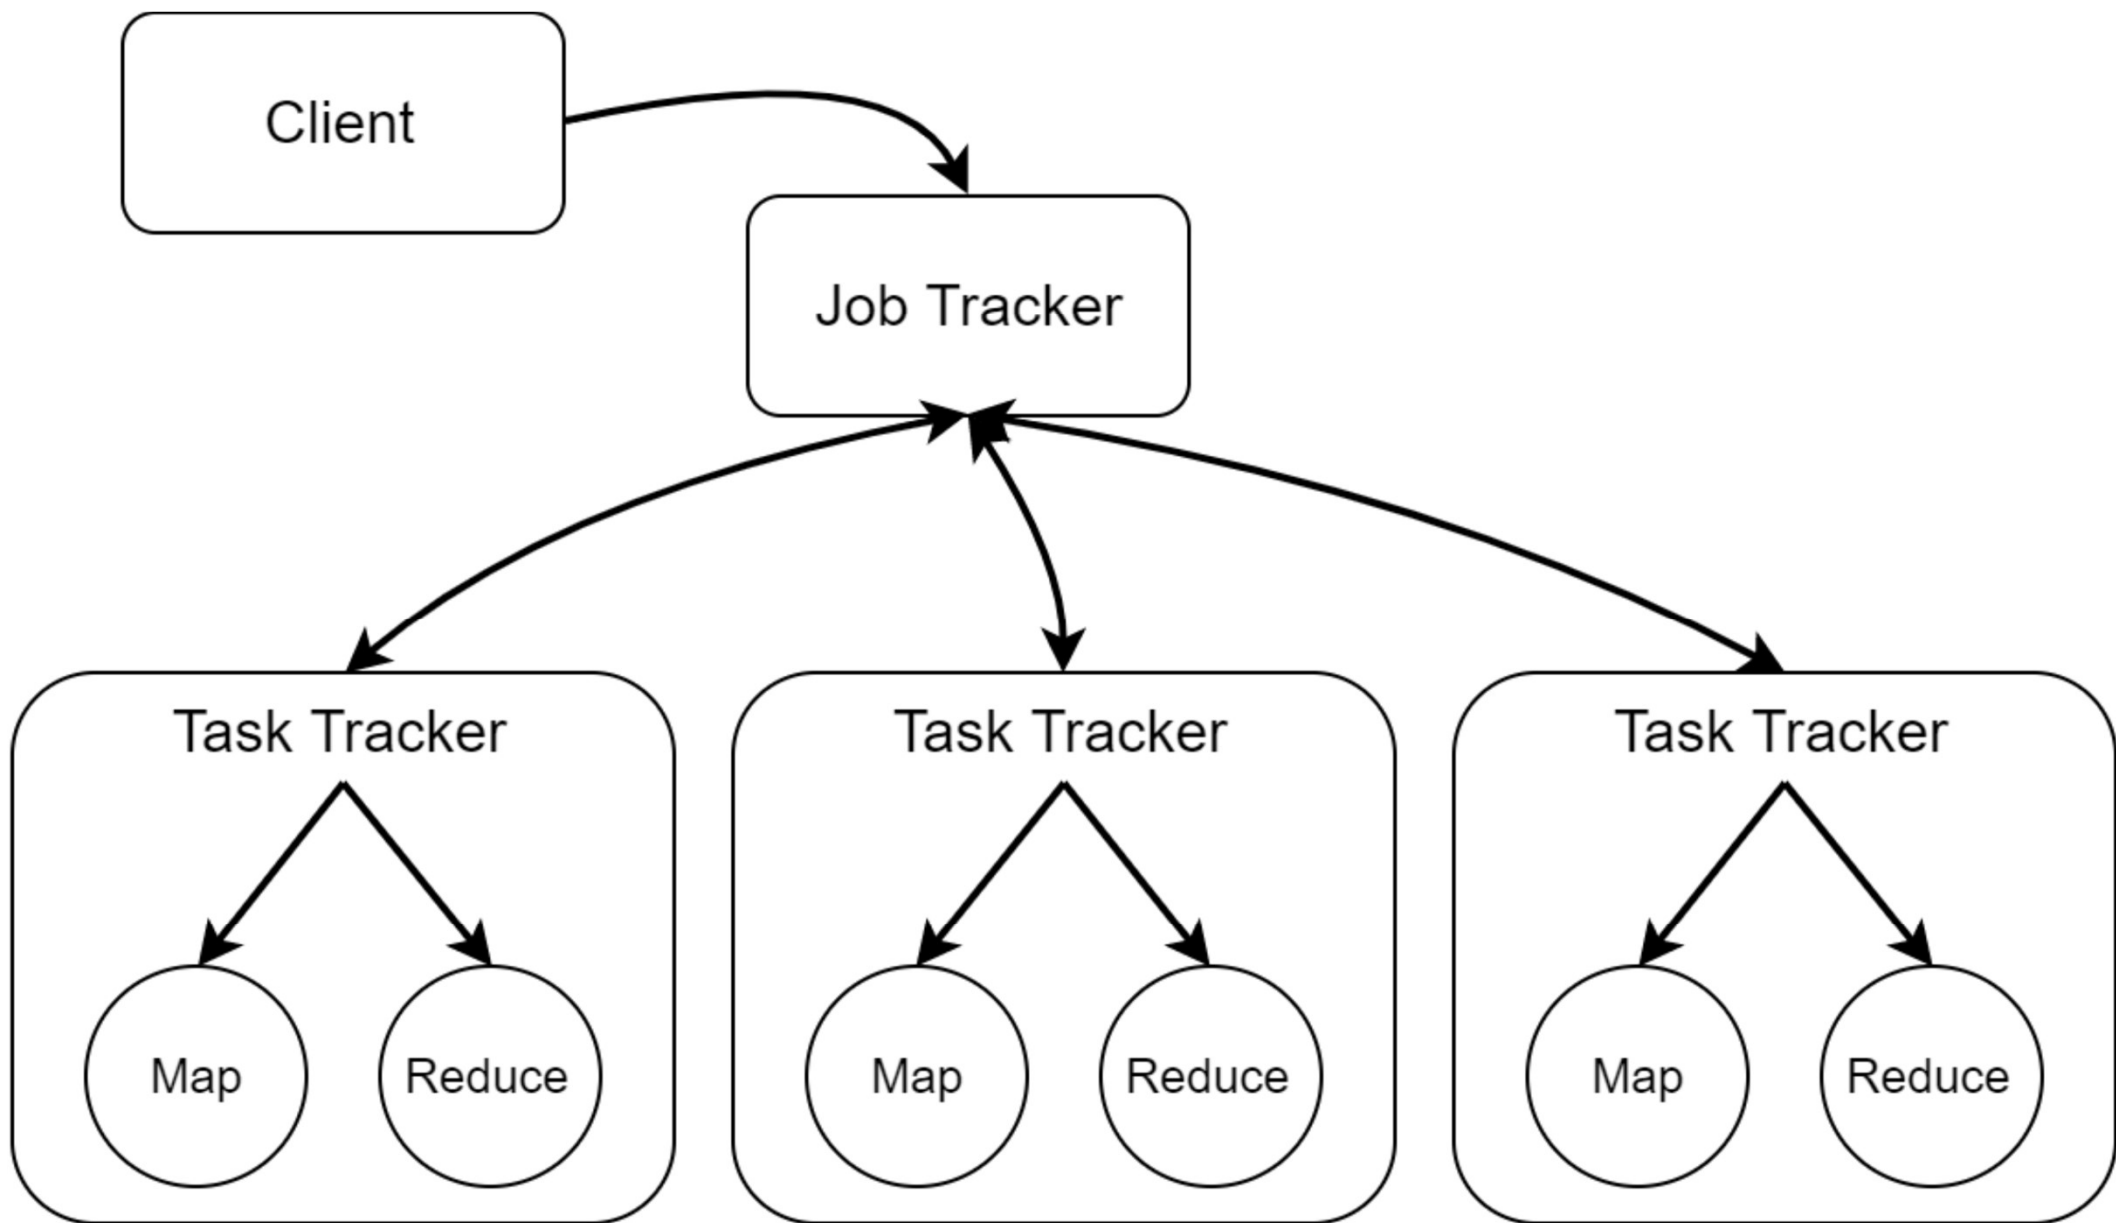 Client
Job Tracker
Task Tracker
Map
Reduce
Task Tracker
Map
Reduce
Task Tracker
Map
Reduce